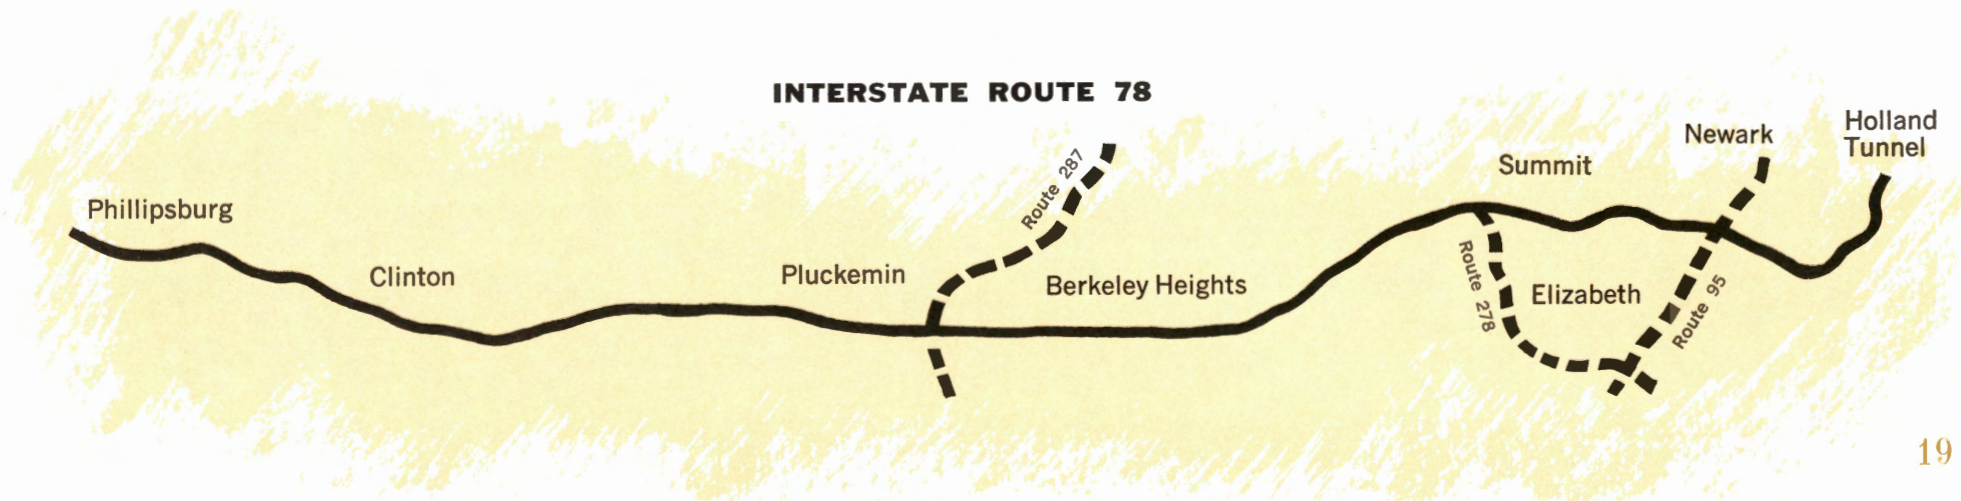 INTERSTATE ROUTE 78
Phillipsburg
Clinton
Pluckemin
Route 287
Berkeley Heights
Route 278
Summit
Elizabeth
Route 95
Newark
Holland
Tunnel
19